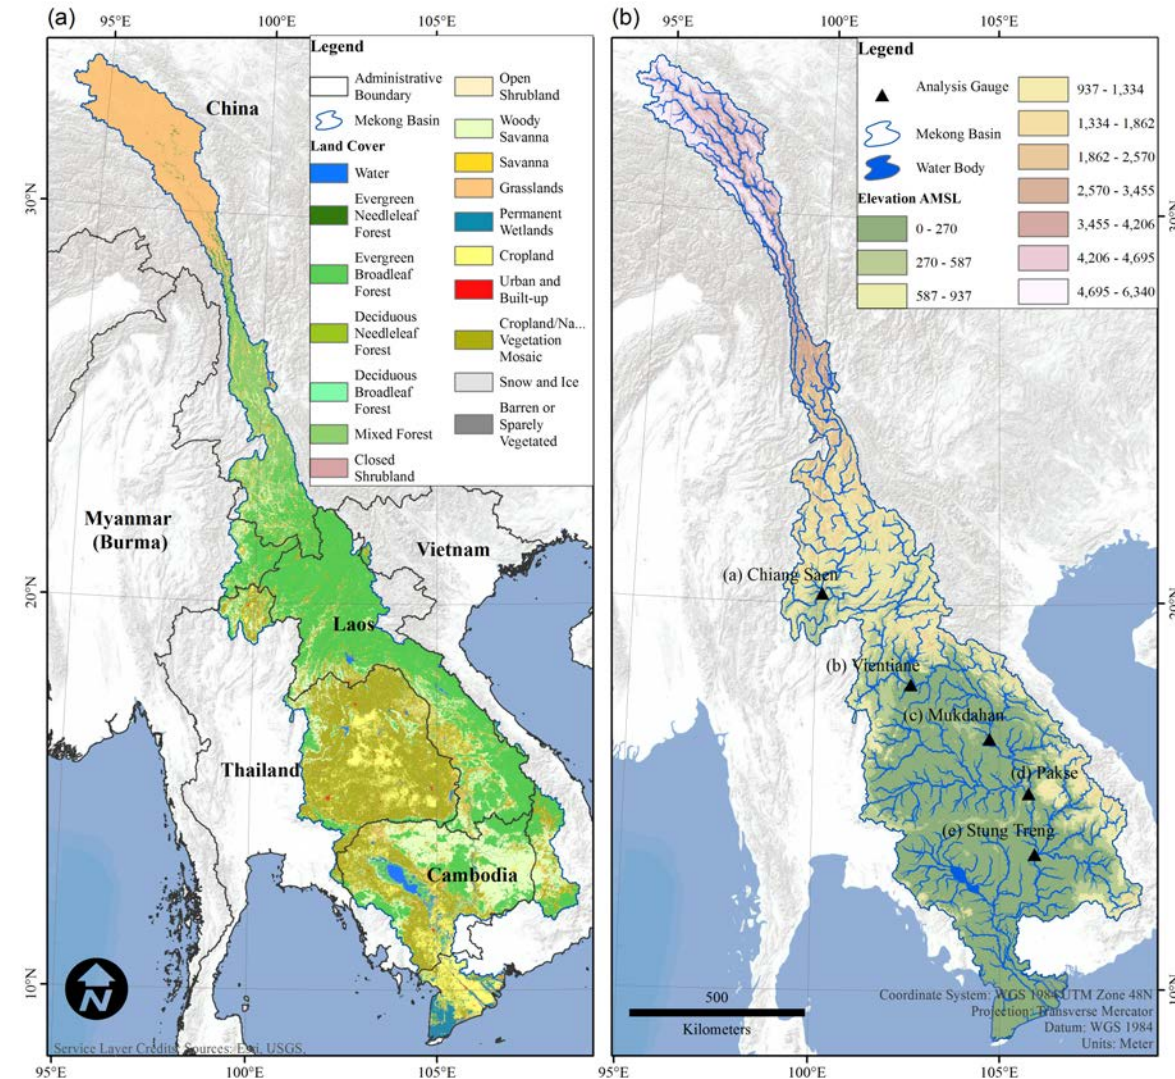 (a)
95°E
100°E
105°E
30°N
20°N
10°N
95°E
100°E
105°E
China
Myanmar
(Burma)
Vietnam
Laos
Thailand
Cambodia
N
Service Layer Credits: Sources: Esri, USGS,
Legend
Administrative
Boundary
Mekong Basin
Land Cover
Water
Evergreen
Needleleaf
Forest
Evergreen
Broadleaf
Forest
Deciduous
Needleleaf
Forest
Deciduous
Broadleaf
Forest
Mixed Forest
Closed
Shrubland
Open
Shrubland
Woody
Savanna
Savanna
Grasslands
Permanent
Wetlands
Cropland
Urban and
Built-up
Cropland/Na...
Vegetation
Mosaic
Snow and Ice
Barren or
Sparely
Vegetated
(b)
95°E
100°E
105°E
20°N
95°E
100°E
105°E
Legend
Analysis Gauge
Mekong Basin
Water Body
Elevation AMSL
0 - 270
270 - 587
587 - 937
937 - 1,334
1,334 - 1,862
1,862 - 2,570
2,570 - 3,455
3,455 - 4,206
4,206 - 4,695
4,695 - 6,340
(a) Chiang Saen
(b) Vientiane
(c) Mukdahan
(d) Pakse
(e) Stung Treng
500
Kilometers
Coordinate System: WGS 1984 UTM Zone 48N
Projection: Transverse Mercator
Datum: WGS 1984
Units: Meter